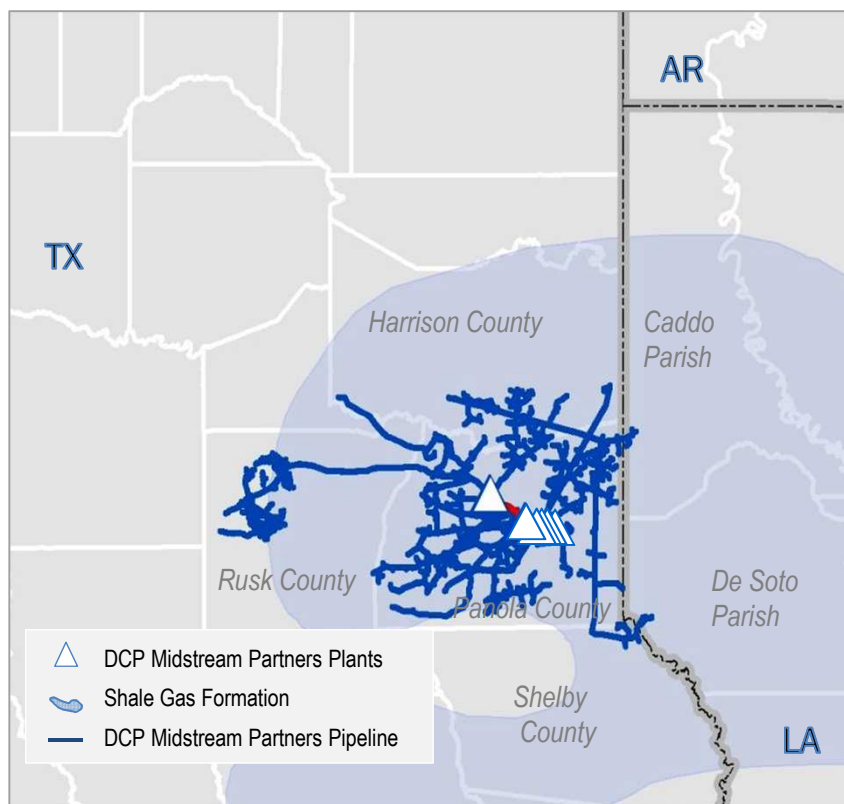 AR
TX
Harrison County
Caddo
Parish
Rusk County
Panola County
De Soto
Parish
DCP Midstream Partners Plants
Shale Gas Formation
DCP Midstream Partners Pipeline
Shelby
County
LA